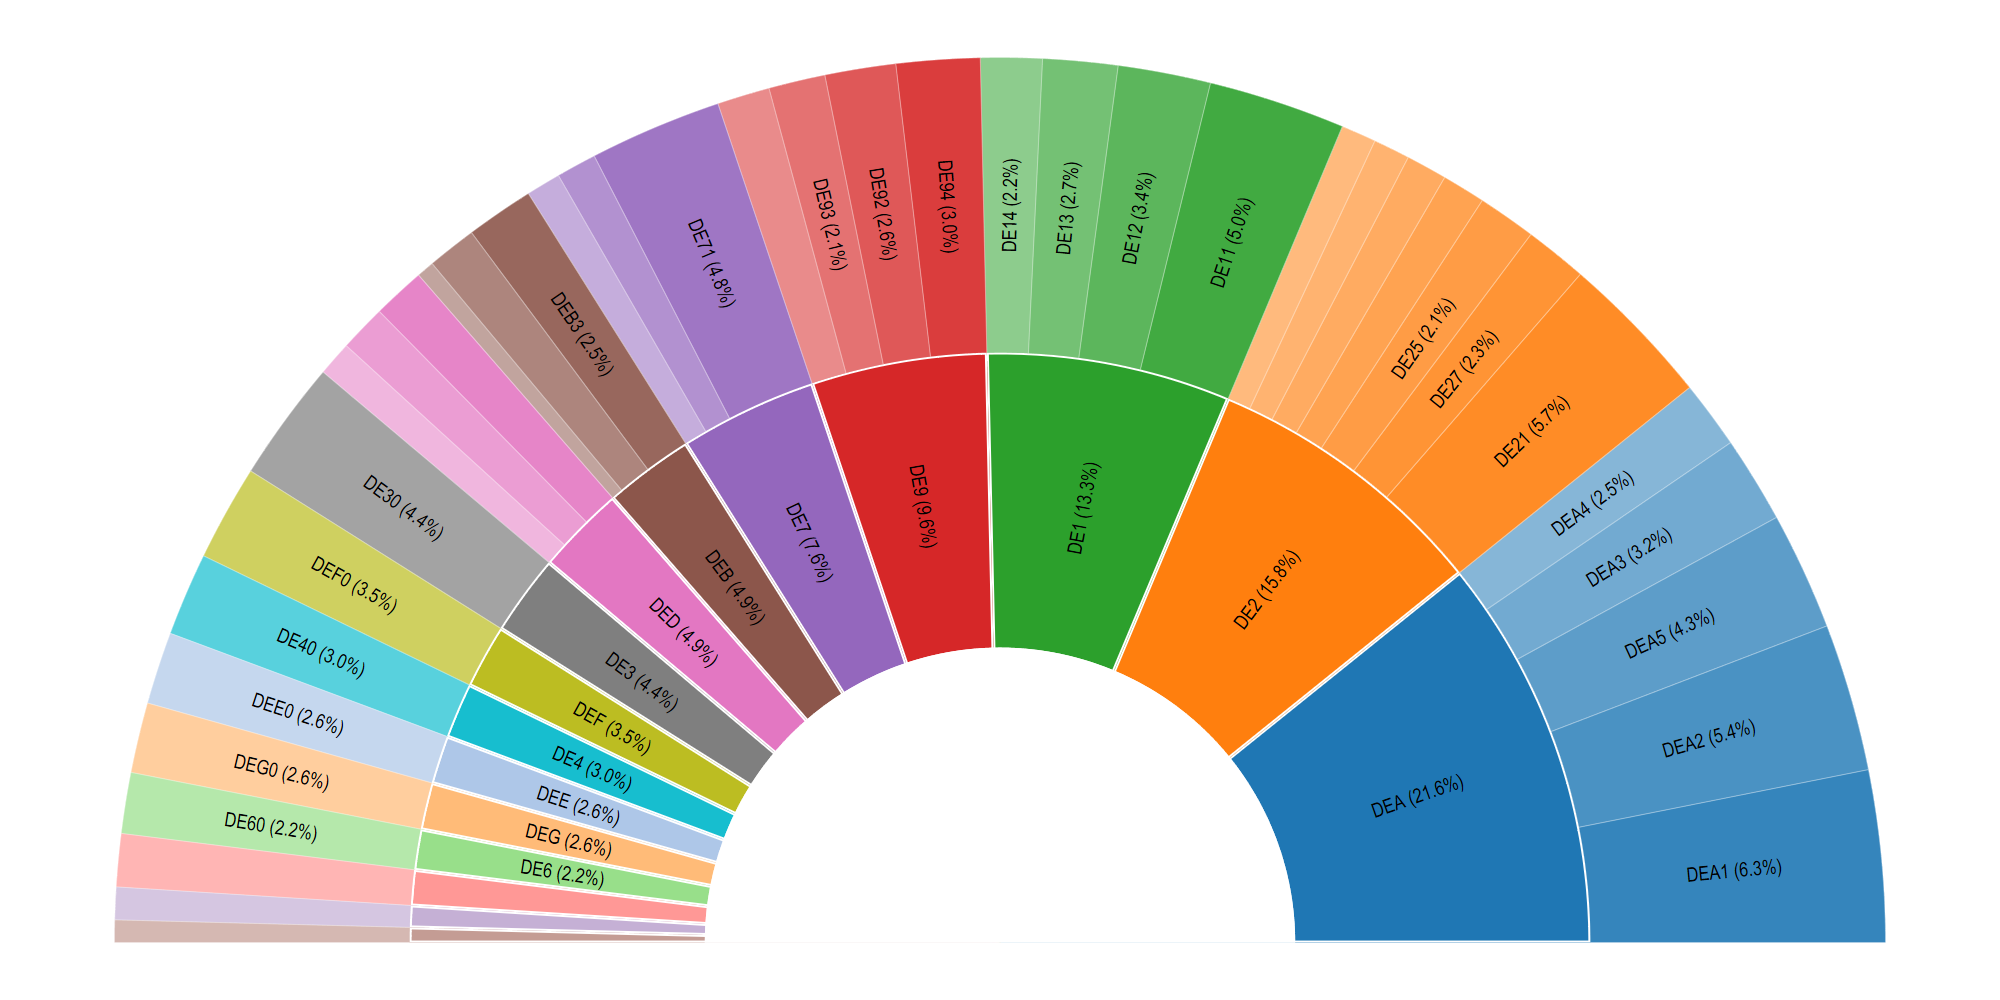 DE93 (2.1%)
DE92 (2.6%)
DE94 (3.0%)
DE14 (2.2%)
DE13 (2.7%)
DE12 (3.4%)
DE11 (5.0%)
DE71 (4.8%)
DEB3 (2.5%)
DE25 (2.1%)
DE27 (2.3%)
DE21 (5.7%)
DE30 (4.4%)
DEF0 (3.5%)
DE40 (3.0%)
DEE0 (2.6%)
DEG0 (2.6%)
DE60 (2.2%)
DEA4 (2.5%)
DEA3 (3.2%)
DEA5 (4.3%)
DEA2 (5.4%)
DEA1 (6.3%)
DE9 (9.6%)
DE1 (13.3%)
DE7 (7.6%)
DE2 (15.8%)
DEB (4.9%)
DED (4.9%)
DE3 (4.4%)
DEF (3.5%)
DE4 (3.0%)
DEE (2.6%)
DEG (2.6%)
DE6 (2.2%)
DEA (21.6%)